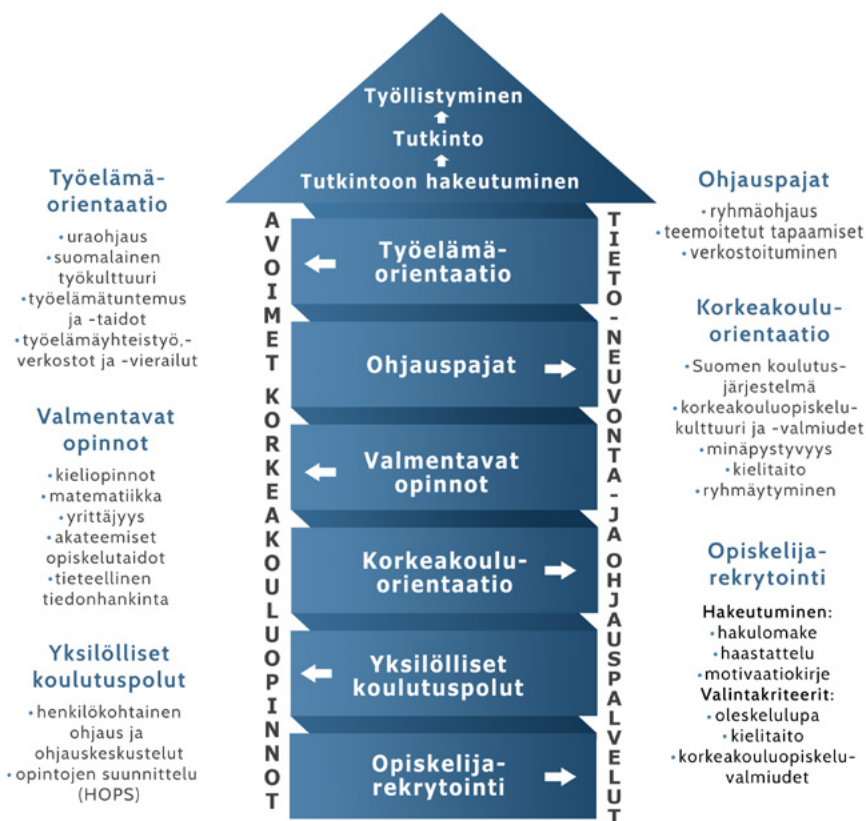 Työllistyminen
Tutkinto
Tutkintoon hakeutuminen
Työelämä-
orientaatio
• uraohjaus
• suomalainen
työkulttuuri
• työelämätuntemus
ja -taidot
• työelämäyhteistyö,-
verkostot ja -vierailut
Valmentavat
opinnot
• kieliopinnot
• matematiikka
• yrittäjyys
• akateemiset
opiskelutaidot
• tieteellinen
tiedonhankinta
Yksilölliset
koulutuspolut
• henkilökohtainen
ohjaus ja
ohjauskeskustelut
• opintojen suunnittelu
(HOPS)
AVOIMET KORKEAKOULUOPINNOT
Työelämä-
orientaatio
Ohjauspajat
Valmentavat
opinnot
Korkeakoulu-
orientaatio
Yksilölliset
koulutuspolut
Opiskelija-
rekrytointi
TIETO-NEUVONTA-JA OHJAUSPALVELUT
Ohjauspajat
• ryhmäohjaus
• teemoitetut tapaamiset
• verkostoituminen
Korkeakoulu-
orientaatio
• Suomen koulutus-
järjestelmä
• korkeakouluopiskelu-
kulttuuri ja -valmiudet
• minäpystyvyys
• kielitaito
• ryhmäytyminen
Opiskelija-
rekrytointi
Hakeutuminen:
• hakulomake
• haastattelu
• motivaatiokirje
Valintakriteerit:
• oleskelulupa
• kielitaito
• korkeakouluopiskelu-
valmiudet